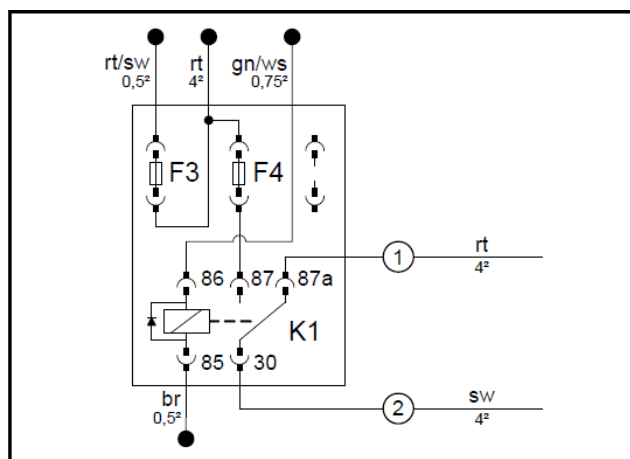 rt/sw
0,5²
rt
4²
gn/ws
0,75²
F3
F4
86
87
87a
1
rt
4²
K1
85
30
br
0,5²
2
sw
4²